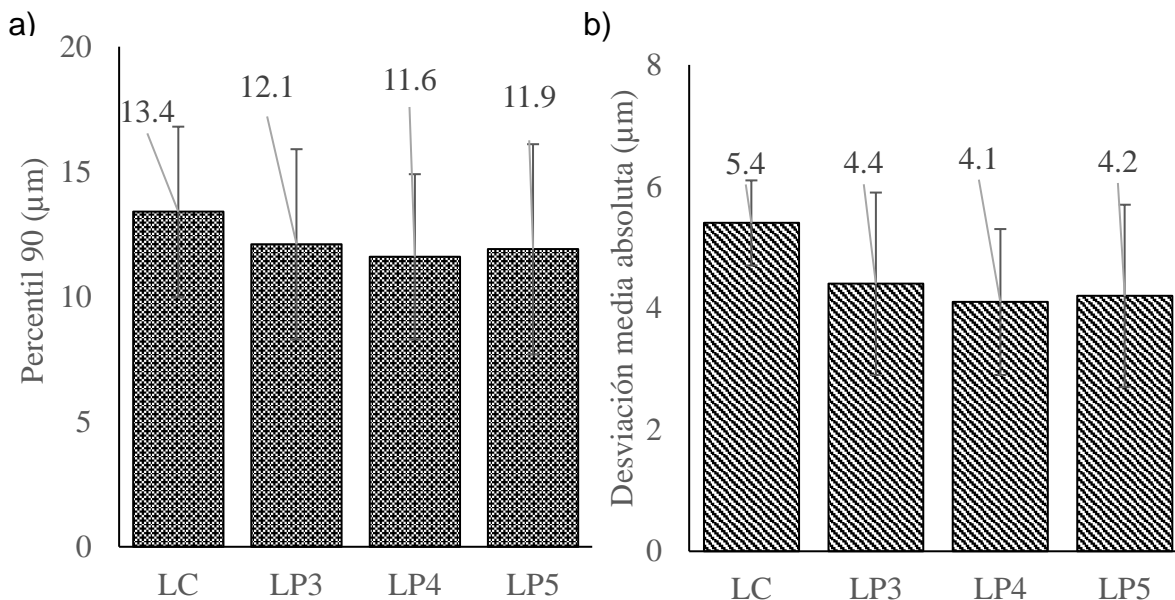 a)
Percentil 90 (µm)
20
15
10
5
0
13.4
12.1
11.6
11.9
LC
LP3
LP4
LP5
b)
Desviación media absoluta (µm)
8
6
4
2
0
5.4
4.4
4.1
4.2
LC
LP3
LP4
LP5